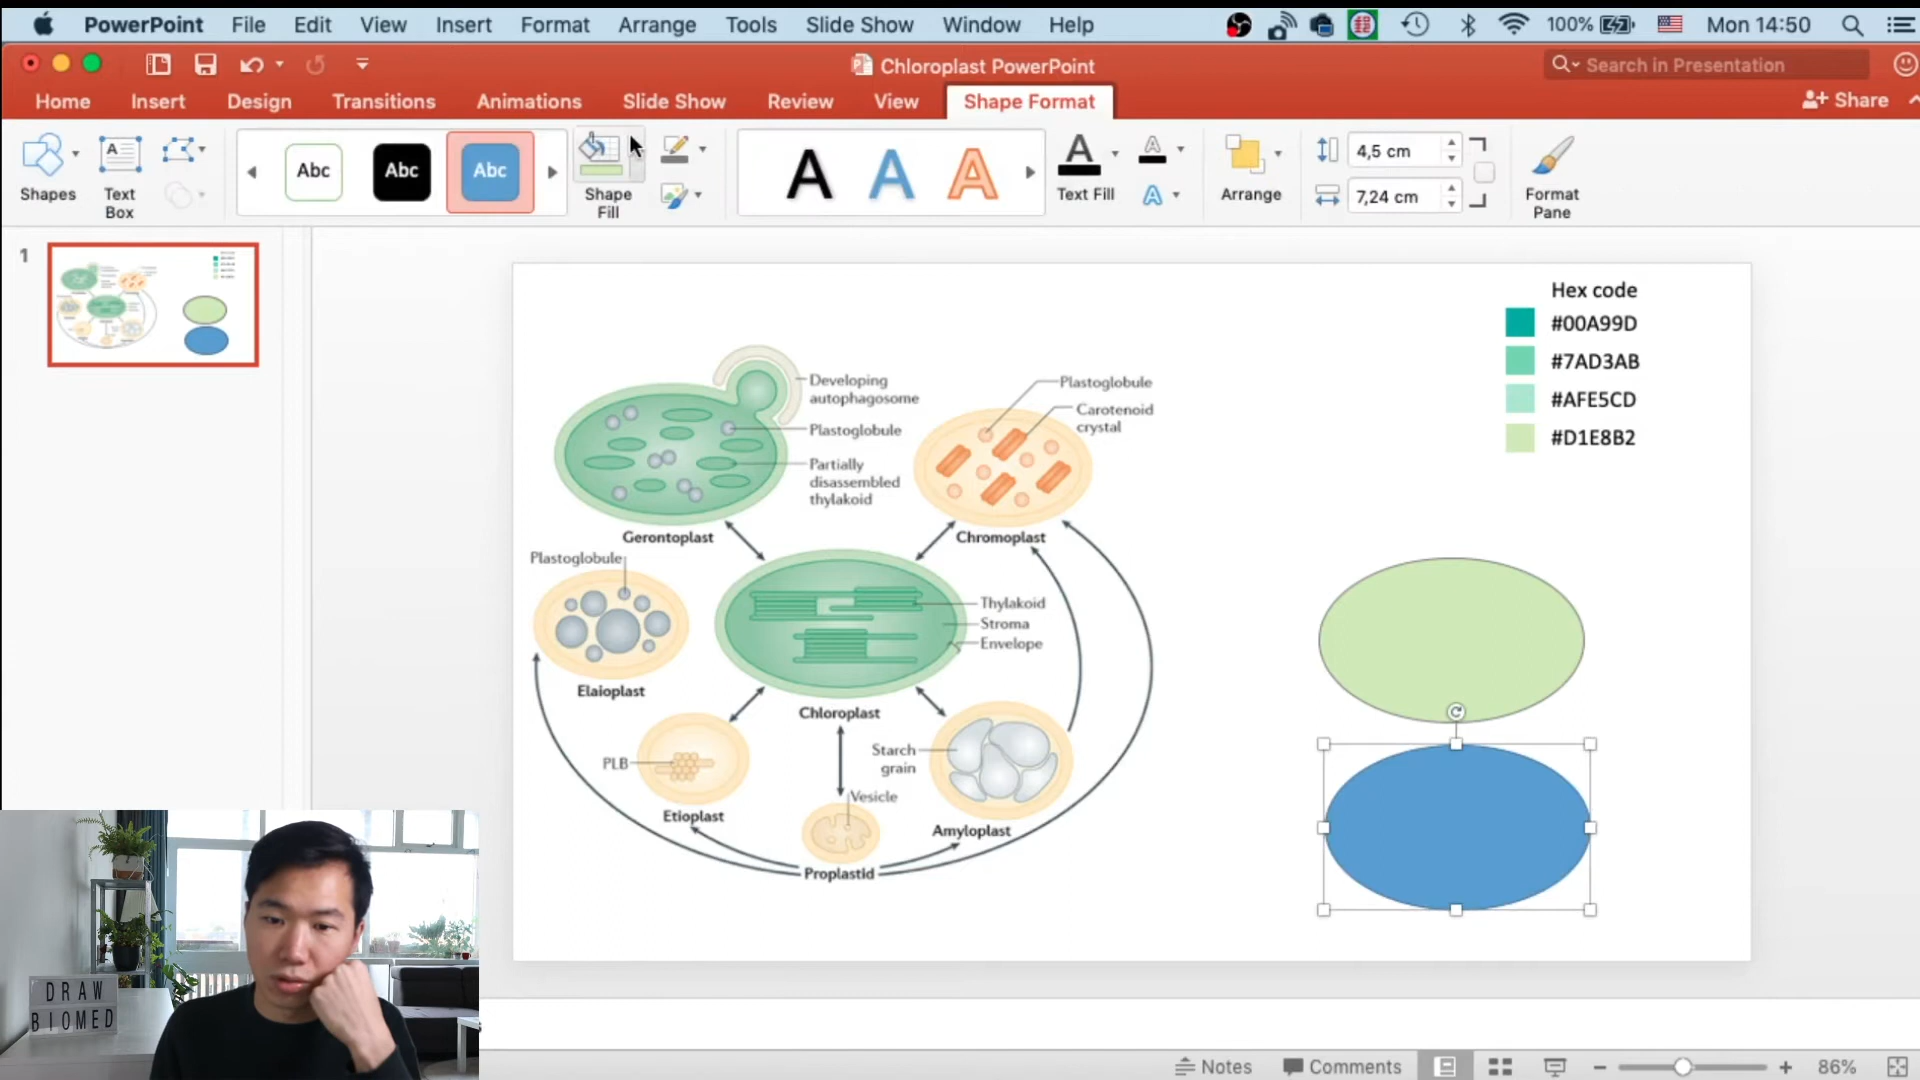 PowerPoint File Edit View Insert Format Arrange Tools Slide Show Window Help 100% Mon 14:50
Chloroplast PowerPoint
Search in Presentation
Home Insert Design Transitions Animations Slide Show Review View Shape Format Share
Shapes
Text
Box
Abc Abc Abc
Shape
Fill
A A A
A
Text Fill
A
A
Arrange
4,5 cm
7,24 cm
Format
Pane
1
Hex code
#00A99D
#7AD3AB
#AFE5CD
#D1E8B2
Developing
autophagosome
Plastoglobule
Partially
disassembled
thylakoid
Gerontoplast
Plastoglobule
Carotenoid
crystal
Chromoplast
Plastoglobule
Elaioplast
Thylakoid
Stroma
Envelope
Chloroplast
PLB
Etioplast
Vesicle
Proplastid
Starch
grain
Amyloplast
DRAW
BIOMED
Notes Comments 86%